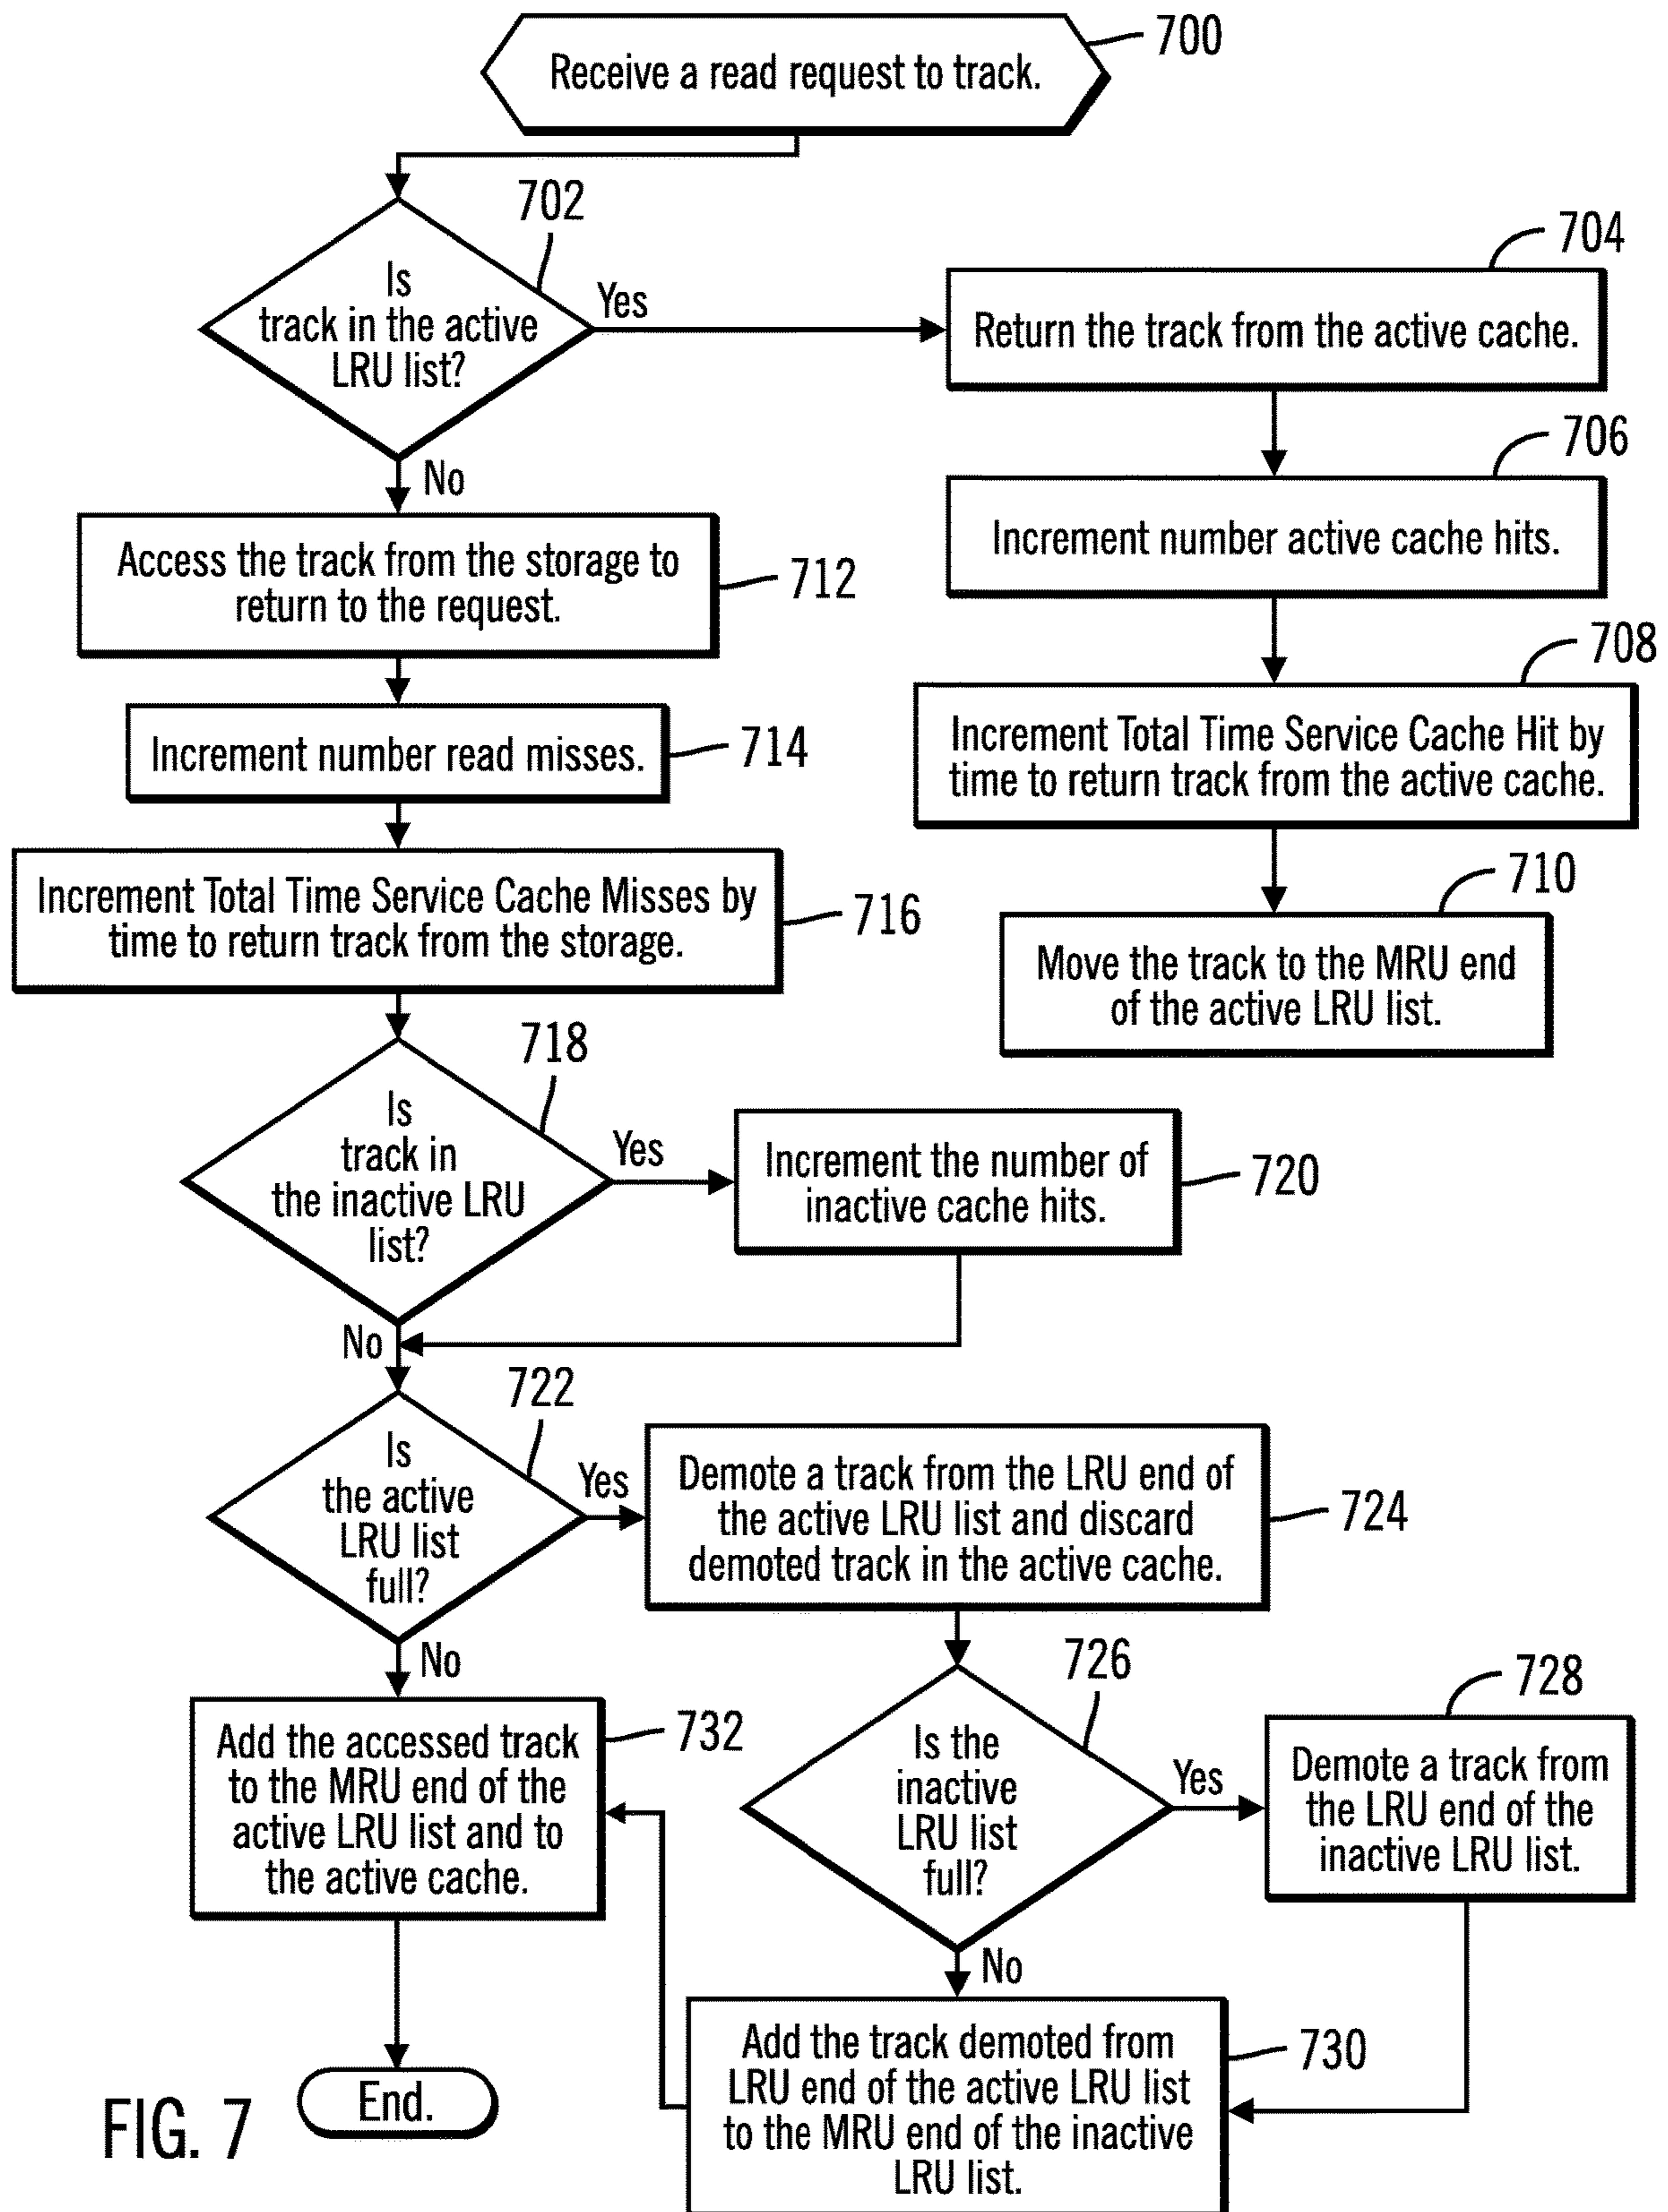 Receive a read request to track.
700
702
Is
track in the active
LRU list?
Yes
No
704
Return the track from the active cache.
706
Increment number active cache hits.
708
Increment Total Time Service Cache Hit by
time to return track from the active cache.
710
Move the track to the MRU end
of the active LRU list.
Access the track from the storage to
return to the request.
712
Increment number read misses.
714
Increment Total Time Service Cache Misses by
time to return track from the storage.
716
718
Is
track in
the inactive LRU
list?
Yes
No
Increment the number of
inactive cache hits.
720
722
Is
the active
LRU list
full?
Yes
No
Demote a track from the LRU end of
the active LRU list and discard
demoted track in the active cache.
724
726
Is the
inactive
LRU list
full?
Yes
No
728
Demote a track from
the LRU end of the
inactive LRU list.
Add the track demoted from
LRU end of the active LRU list
to the MRU end of the inactive
LRU list.
730
Add the accessed track
to the MRU end of the
active LRU list and to
the active cache.
732
End.
FIG. 7